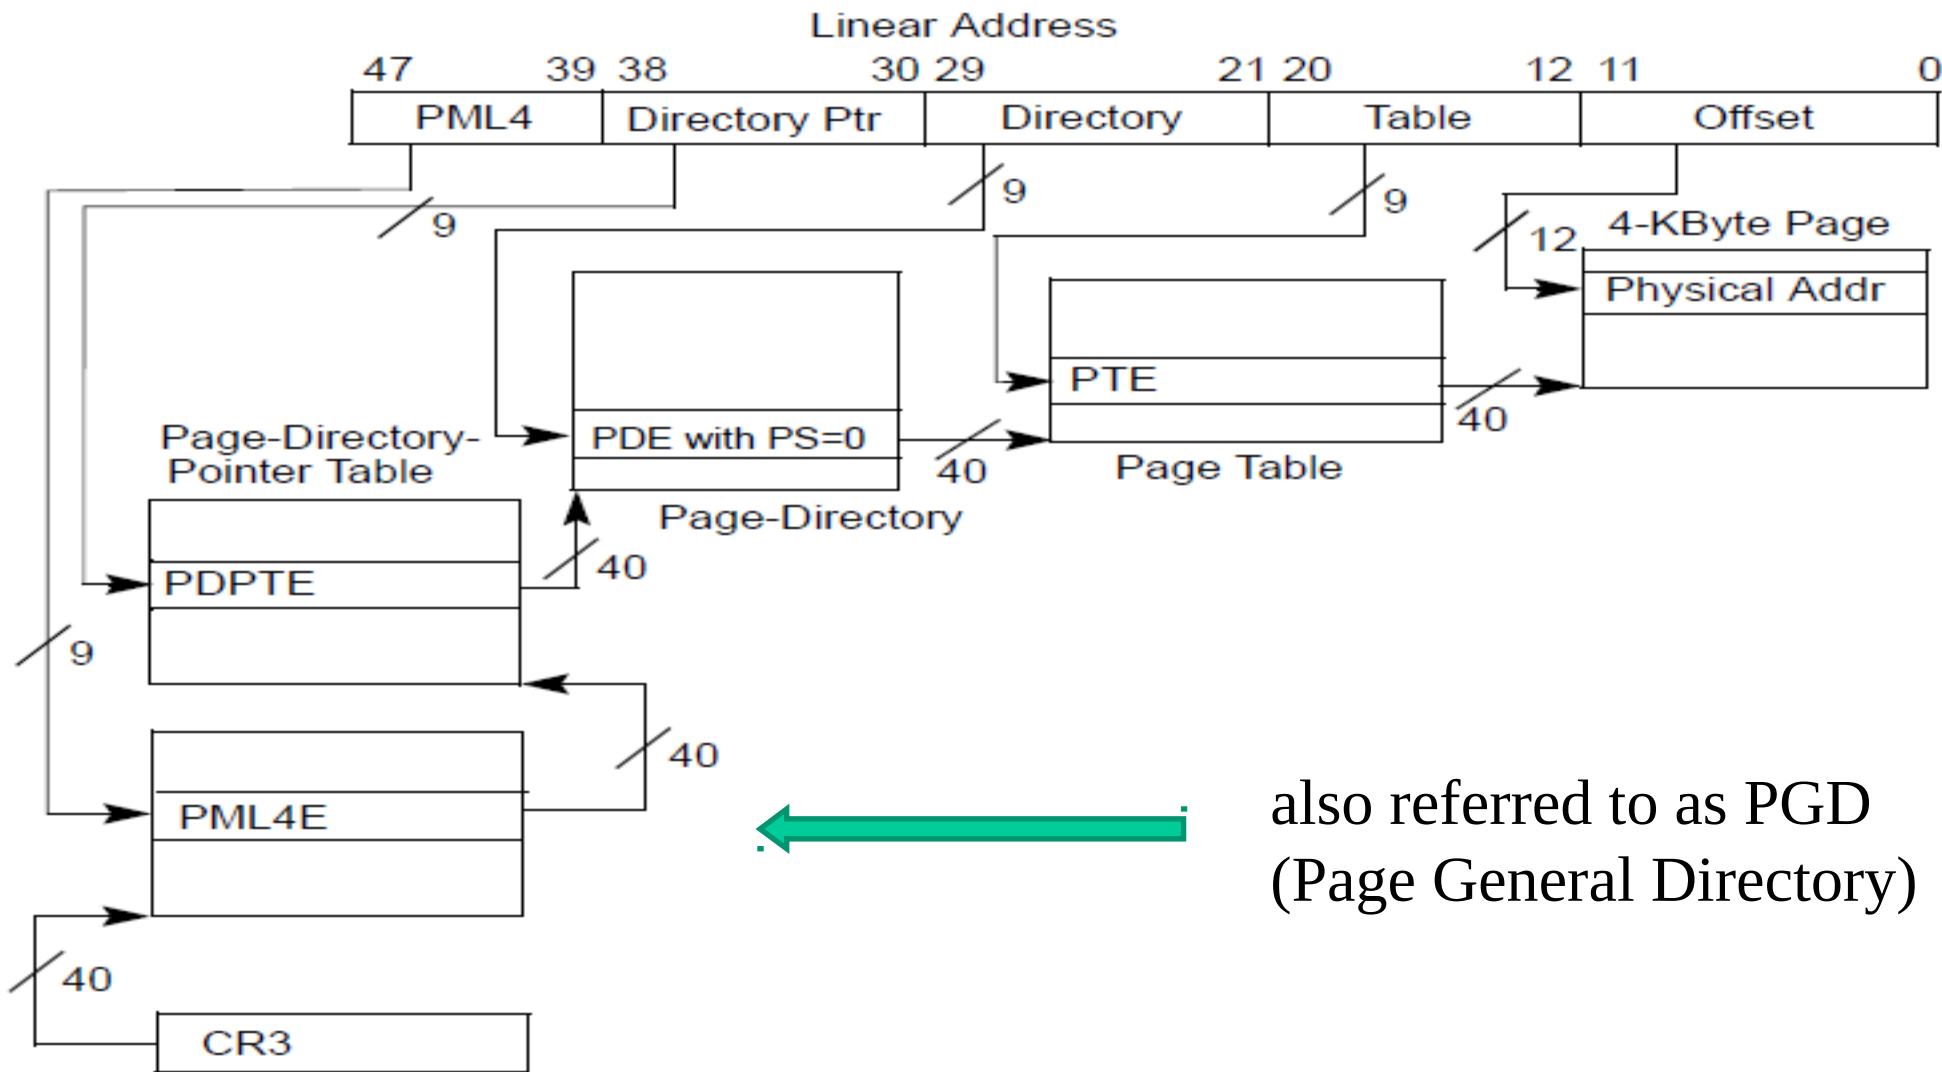 Linear Address
47 39 38 30 29 21 20 12 11 0
PML4 Directory Ptr Directory Table Offset
9 9 9
12 4-KByte Page
Physical Addr
PTE
40
Page-Directory-
Pointer Table
PDE with PS=0
40
Page Table
Page-Directory
40
PDPTE
9
40
PML4E
also referred to as PGD
(Page General Directory)
40
CR3